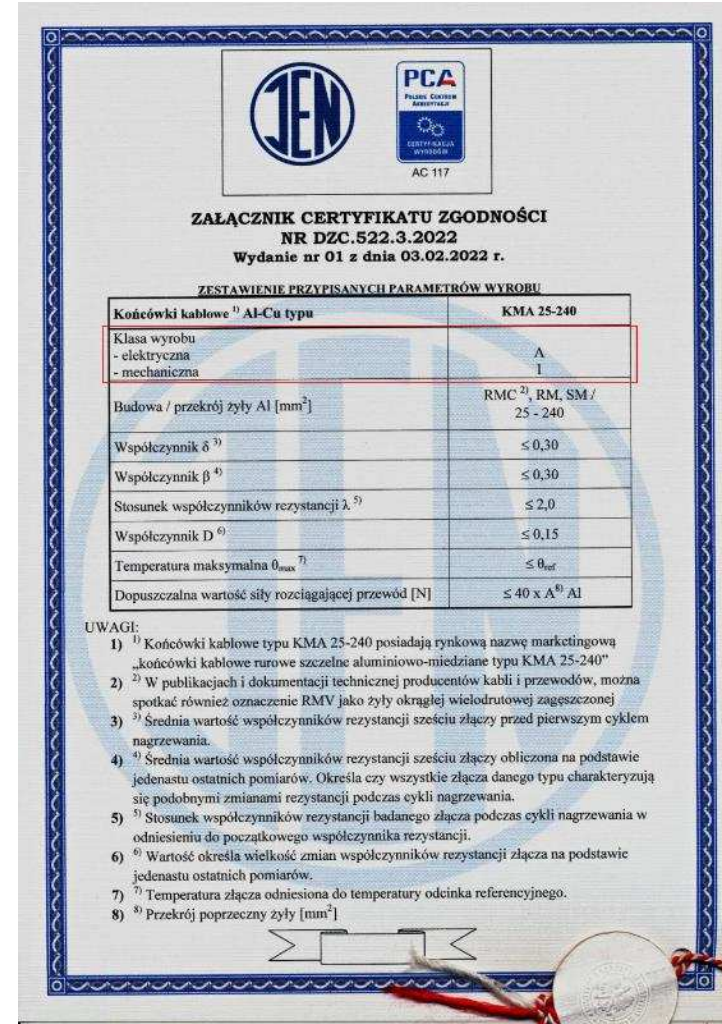 JEN
PCA
POLSKIE CENTRUM
AKREDYTACJI
CERTYFIKACJA
WYROBÓW
AC 117
ZAŁĄCZNIK CERTYFIKATU ZGODNOŚCI
NR DZC.522.3.2022
Wydanie nr 01 z dnia 03.02.2022 r.
ZESTAWIENIE PRZYPISANYCH PARAMETRÓW WYROBU
Końcówki kablowe ¹⁾ Al-Cu typu KMA 25-240
Klasa wyrobu
- elektryczna A
- mechaniczna 1
Budowa / przekrój żyły Al [mm²] RMC ²⁾, RM, SM /
25 - 240
Współczynnik δ ³⁾ ≤ 0,30
Współczynnik β ⁴⁾ ≤ 0,30
Stosunek współczynników rezystancji λ ⁵⁾ ≤ 2,0
Współczynnik D ⁶⁾ ≤ 0,15
Temperatura maksymalna θmax ⁷⁾ ≤ θref
Dopuszczalna wartość siły rozciągającej przewód [N] ≤ 40 x A⁸⁾ Al
UWAGI:
1) ¹⁾ Końcówki kablowe typu KMA 25-240 posiadają rynkową nazwę marketingową
„końcówki kablowe rurowe szczelne aluminiowo-miedziane typu KMA 25-240”
2) ²⁾ W publikacjach i dokumentacji technicznej producentów kabli i przewodów, można
spotkać również oznaczenie RMV jako żyły okrągłej wielodrutowej zagęszczonej
3) ³⁾ Średnia wartość współczynników rezystancji sześciu złączy przed pierwszym cyklem
nagrzewania.
4) ⁴⁾ Średnia wartość współczynników rezystancji sześciu złączy obliczona na podstawie
jedenastu ostatnich pomiarów. Określa czy wszystkie złącza danego typu charakteryzują
się podobnymi zmianami rezystancji podczas cykli nagrzewania.
5) ⁵⁾ Stosunek współczynników rezystancji badanego złącza podczas cykli nagrzewania w
odniesieniu do początkowego współczynnika rezystancji.
6) ⁶⁾ Wartość określa wielkość zmian współczynników rezystancji złącza na podstawie
jedenastu ostatnich pomiarów.
7) ⁷⁾ Temperatura złącza odniesiona do temperatury odcinka referencyjnego.
8) ⁸⁾ Przekrój poprzeczny żyły [mm²]